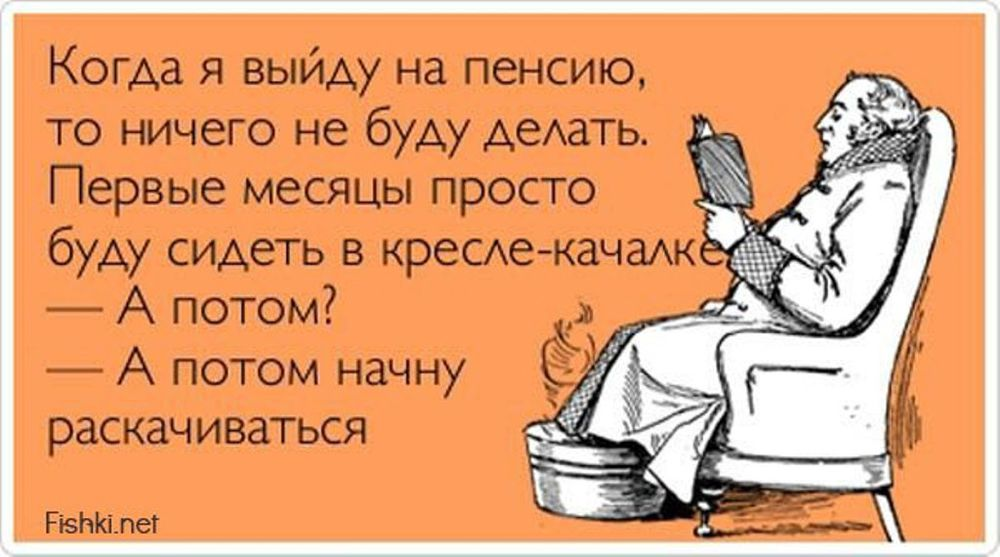 Когда я выйду на пенсию,
то ничего не буду делать.
Первые месяцы просто
буду сидеть в кресле-качалке
— А потом?
— А потом начну
раскачиваться
Fishki.net